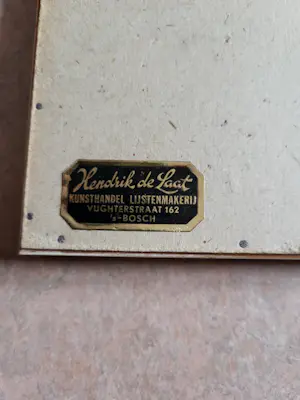 Hendrik de Laat
KUNSTHANDEL LIJSTENMAKERIJ
VUGHTERSTRAAT 162
's-BOSCH